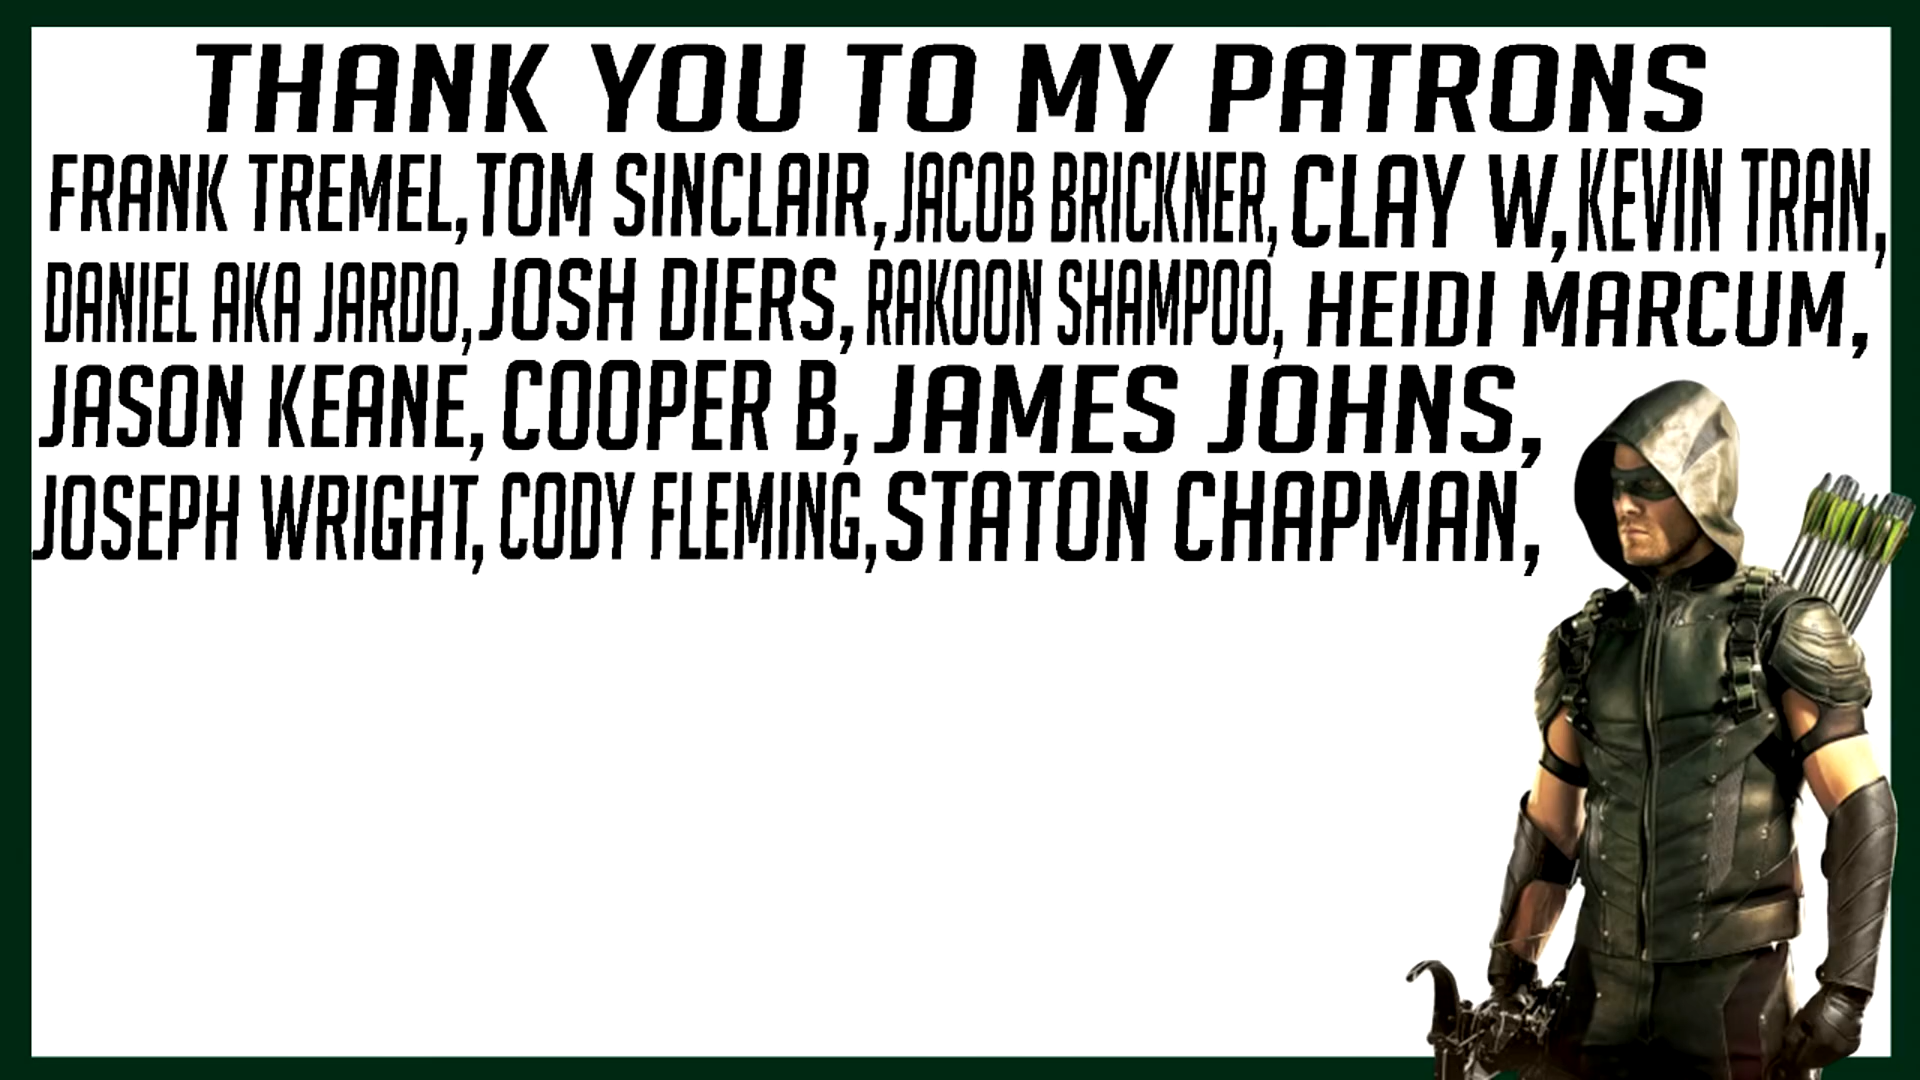 THANK YOU TO MY PATRONS
FRANK TREMEL, TOM SINCLAIR, JACOB BRICKNER, CLAY W, KEVIN TRAN,
DANIEL AKA JARDO, JOSH DIERS, RAKOON SHAMPOO, HEIDI MARCUM,
JASON KEANE, COOPER B, JAMES JOHNS,
JOSEPH WRIGHT, CODY FLEMING, STATON CHAPMAN,